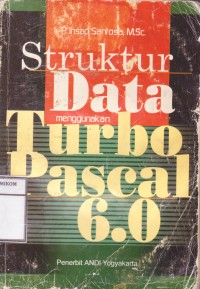 Ir. P. Insap Santosa, M.Sc.
Struktur
Data
menggunakan
Turbo
Pascal
6.0
Penerbit ANDI Yogyakarta